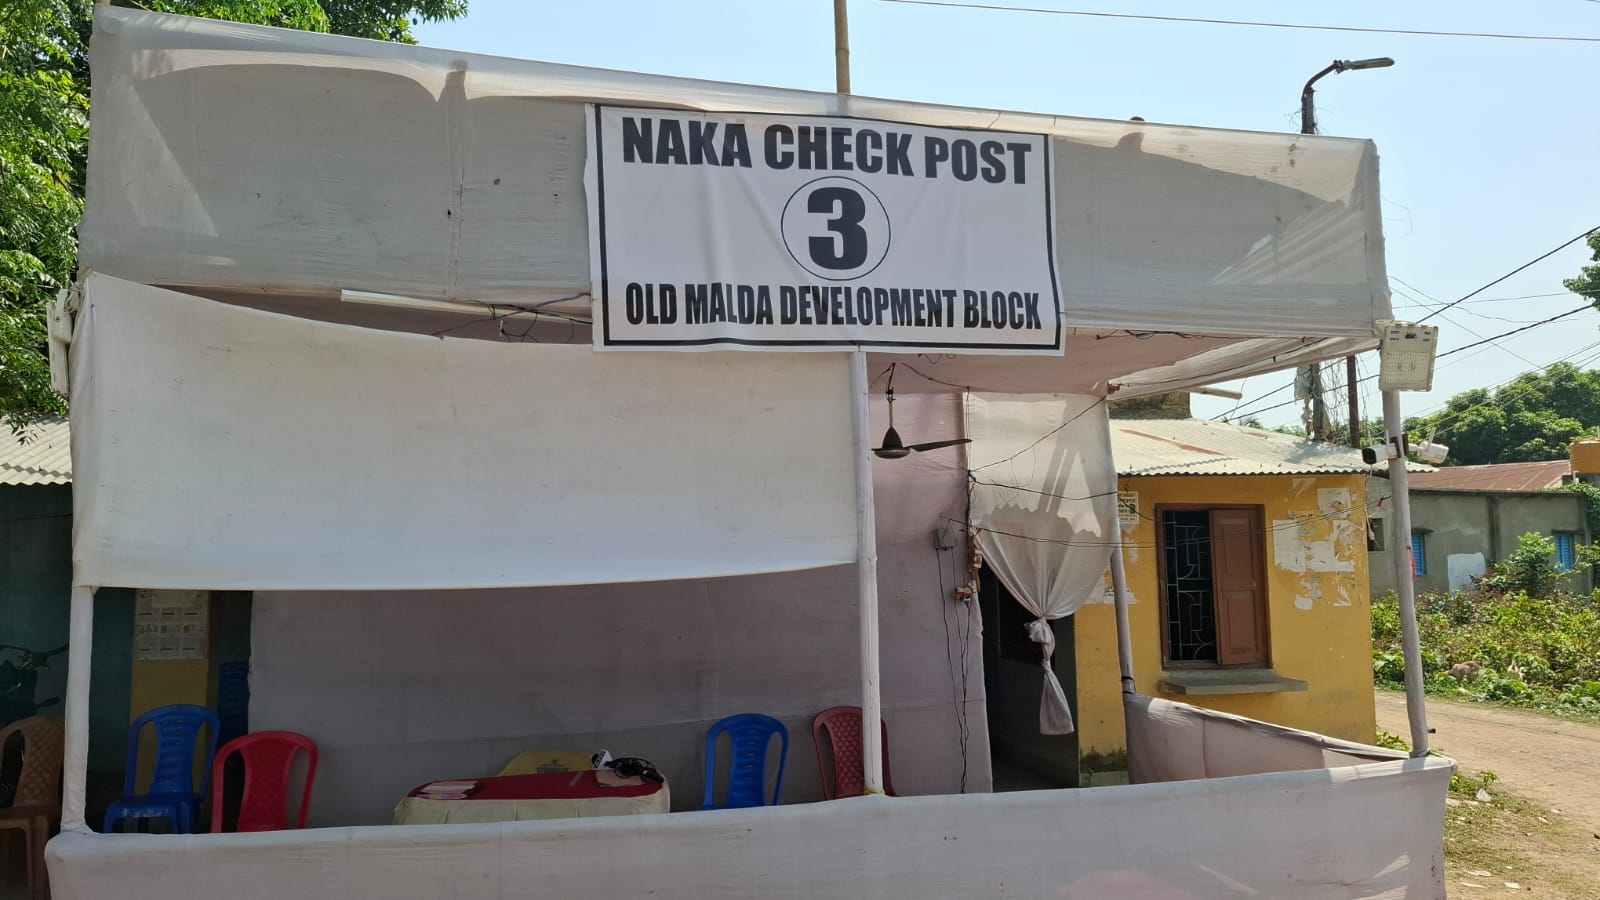 NAKA CHECK POST
3
OLD MALDA DEVELOPMENT BLOCK